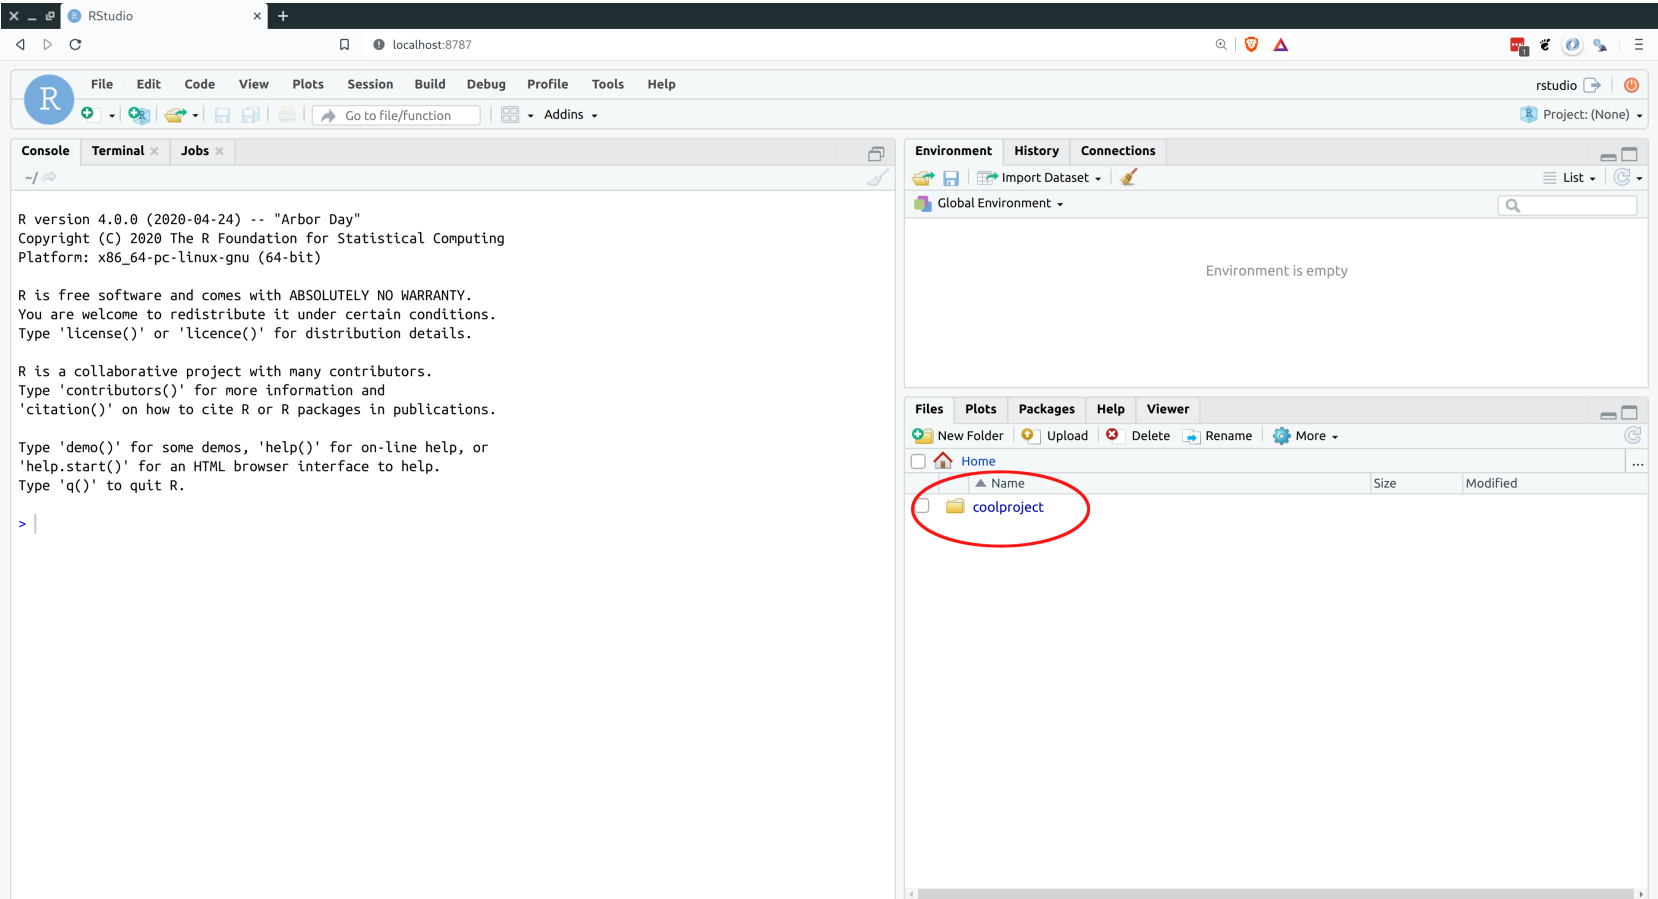 RStudio
localhost:8787
R
File Edit Code View Plots Session Build Debug Profile Tools Help
rstudio
Go to file/function
Addins
Project: (None)
Console Terminal Jobs
~/
R version 4.0.0 (2020-04-24) -- "Arbor Day"
Copyright (C) 2020 The R Foundation for Statistical Computing
Platform: x86_64-pc-linux-gnu (64-bit)
R is free software and comes with ABSOLUTELY NO WARRANTY.
You are welcome to redistribute it under certain conditions.
Type 'license()' or 'licence()' for distribution details.
R is a collaborative project with many contributors.
Type 'contributors()' for more information and
'citation()' on how to cite R or R packages in publications.
Type 'demo()' for some demos, 'help()' for on-line help, or
'help.start()' for an HTML browser interface to help.
Type 'q()' to quit R.
>
Environment History Connections
Import Dataset
List
Global Environment
Environment is empty
Files Plots Packages Help Viewer
New Folder Upload Delete Rename More
Home
...
Name Size Modified
coolproject